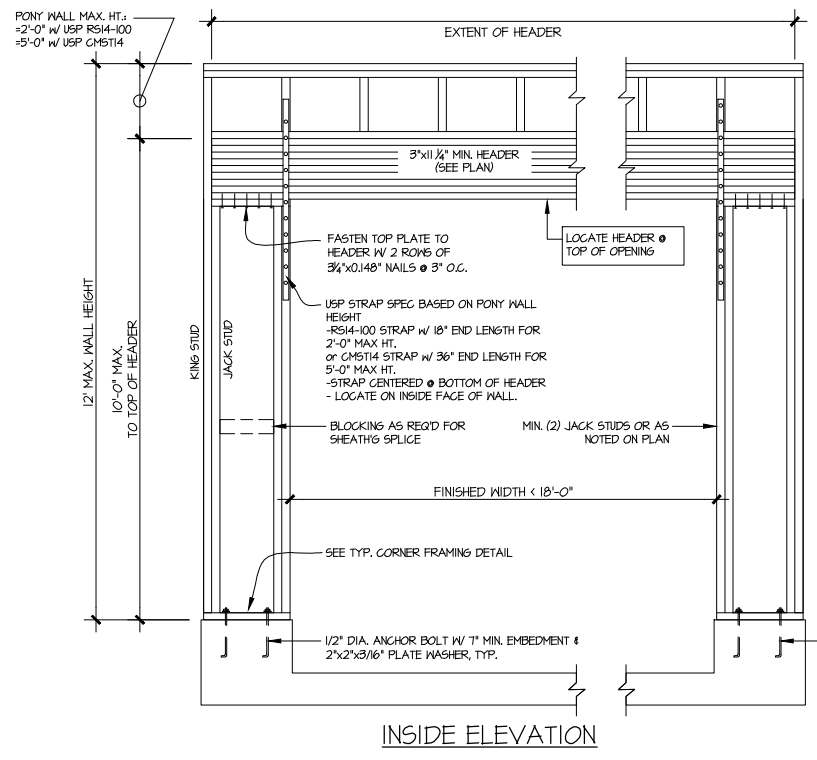 PONY WALL MAX. HT.:
=2'-0" W/ USP RS14-100
=5'-0" W/ USP CMST14
EXTENT OF HEADER
3"x11 1/4" MIN. HEADER
(SEE PLAN)
FASTEN TOP PLATE TO
HEADER W/ 2 ROWS OF
3 1/4"x0.148" NAILS @ 3" O.C.
LOCATE HEADER @
TOP OF OPENING
USP STRAP SPEC BASED ON PONY WALL
HEIGHT
-RS14-100 STRAP W/ 18" END LENGTH FOR
2'-0" MAX HT.
or CMST14 STRAP W/ 36" END LENGTH FOR
5'-0" MAX HT.
-STRAP CENTERED @ BOTTOM OF HEADER
- LOCATE ON INSIDE FACE OF WALL.
12' MAX. WALL HEIGHT
10'-0" MAX.
TO TOP OF HEADER
KING STUD
JACK STUD
BLOCKING AS REQ'D FOR
SHEATH'G SPLICE
MIN. (2) JACK STUDS OR AS
NOTED ON PLAN
FINISHED WIDTH < 18'-0"
SEE TYP. CORNER FRAMING DETAIL
1/2" DIA. ANCHOR BOLT W/ 7" MIN. EMBEDMENT &
2"x2"x3/16" PLATE WASHER, TYP.
INSIDE ELEVATION